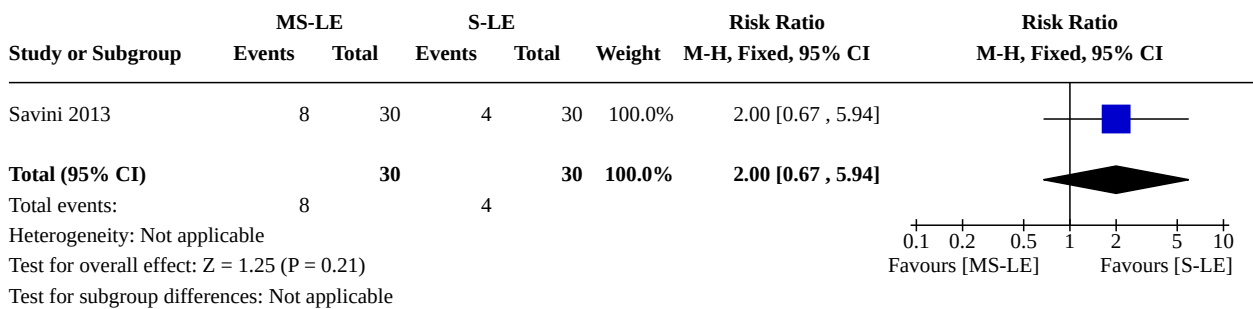 MS-LE S-LE Risk Ratio Risk Ratio
Study or Subgroup Events Total Events Total Weight M-H, Fixed, 95% CI M-H, Fixed, 95% CI
Savini 2013 8 30 4 30 100.0% 2.00 [0.67 , 5.94]
Total (95% CI) 30 30 100.0% 2.00 [0.67 , 5.94]
Total events: 8 4
Heterogeneity: Not applicable
0.1 0.2 0.5 1 2 5 10
Test for overall effect: Z = 1.25 (P = 0.21) Favours [MS-LE] Favours [S-LE]
Test for subgroup differences: Not applicable